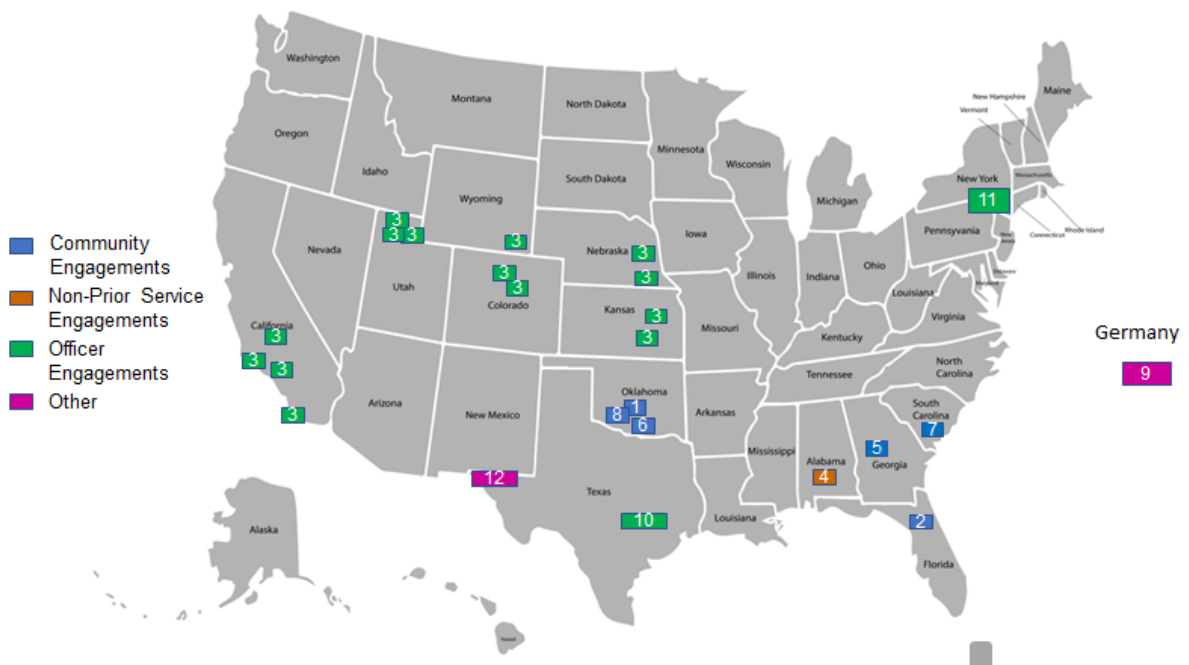 Washington
Montana
North Dakota
Maine
New Hampshire
Vermont
Oregon
Minnesota
Wisconsin
Idaho
South Dakota
Massachusetts
New York
11
Wyoming
Michigan
3
3 3
3
Community
Engagements
Non-Prior Service
Engagements
Officer
Engagements
Other
Nevada
Nebraska
3
3
Iowa
Pennsylvania
New Jersey
Connecticut
Rhode Island
Utah
3
3
Colorado
Illinois
Indiana
Ohio
Louisiana
Maryland
Delaware
Virginia
Kansas
3
3
Missouri
Kentucky
California
3
3
3
3
Germany
9
Arizona
New Mexico
Oklahoma
1
8
6
Arkansas
Tennessee
North
Carolina
South
Carolina
7
12
Texas
10
Mississippi
Alabama
4
5
Georgia
Louisiana
2
Florida
Alaska
Hawaii